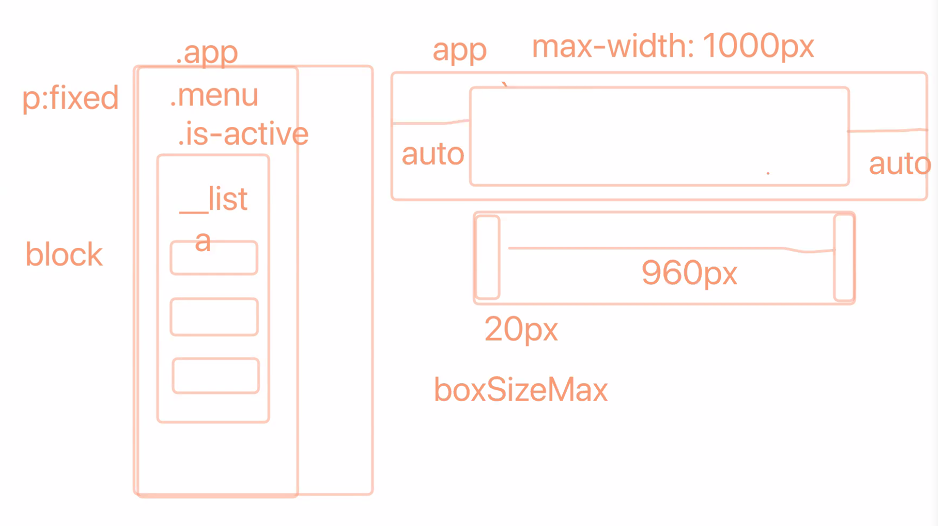 .app
p:fixed
.menu
.is-active
__list
a
block
app
max-width: 1000px
auto
auto
960px
20px
boxSizeMax